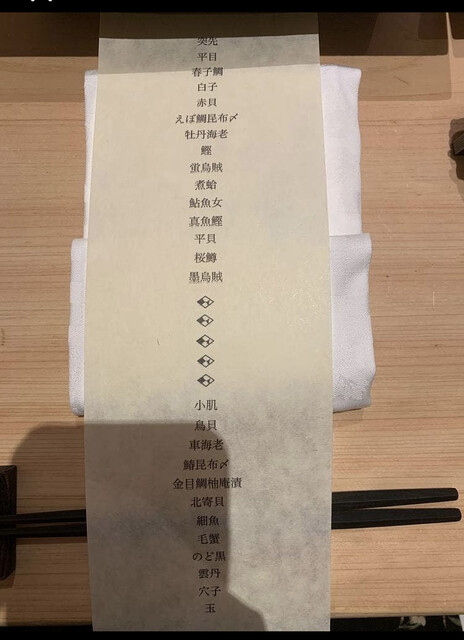 突先
平目
春子鯛
白子
赤貝
えぼ鯛昆布〆
牡丹海老
鰹
蛍烏賊
煮蛤
鮎魚女
真魚鰹
平貝
桜鱒
墨烏賊
小肌
鳥貝
車海老
鰆昆布〆
金目鯛柚庵漬
北寄貝
細魚
毛蟹
のど黒
雲丹
穴子
玉